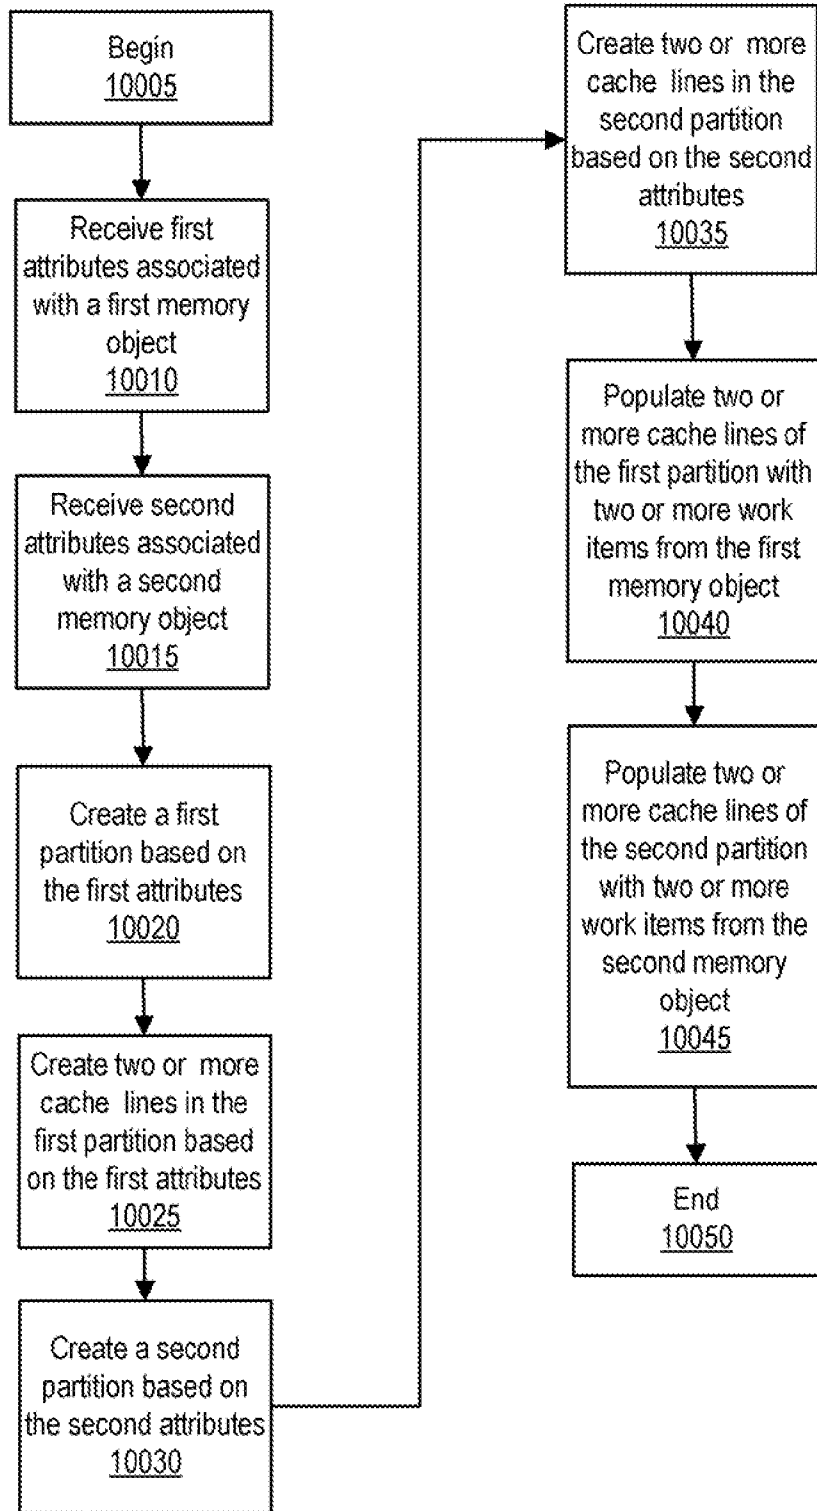 Begin
10005
Receive first
attributes associated
with a first memory
object
10010
Receive second
attributes associated
with a second
memory object
10015
Create a first
partition based on
the first attributes
10020
Create two or more
cache lines in the
first partition based
on the first attributes
10025
Create a second
partition based on
the second attributes
10030
Create two or more
cache lines in the
second partition
based on the second
attributes
10035
Populate two or
more cache lines of
the first partition with
two or more work
items from the first
memory object
10040
Populate two or
more cache lines of
the second partition
with two or more
work items from the
second memory
object
10045
End
10050